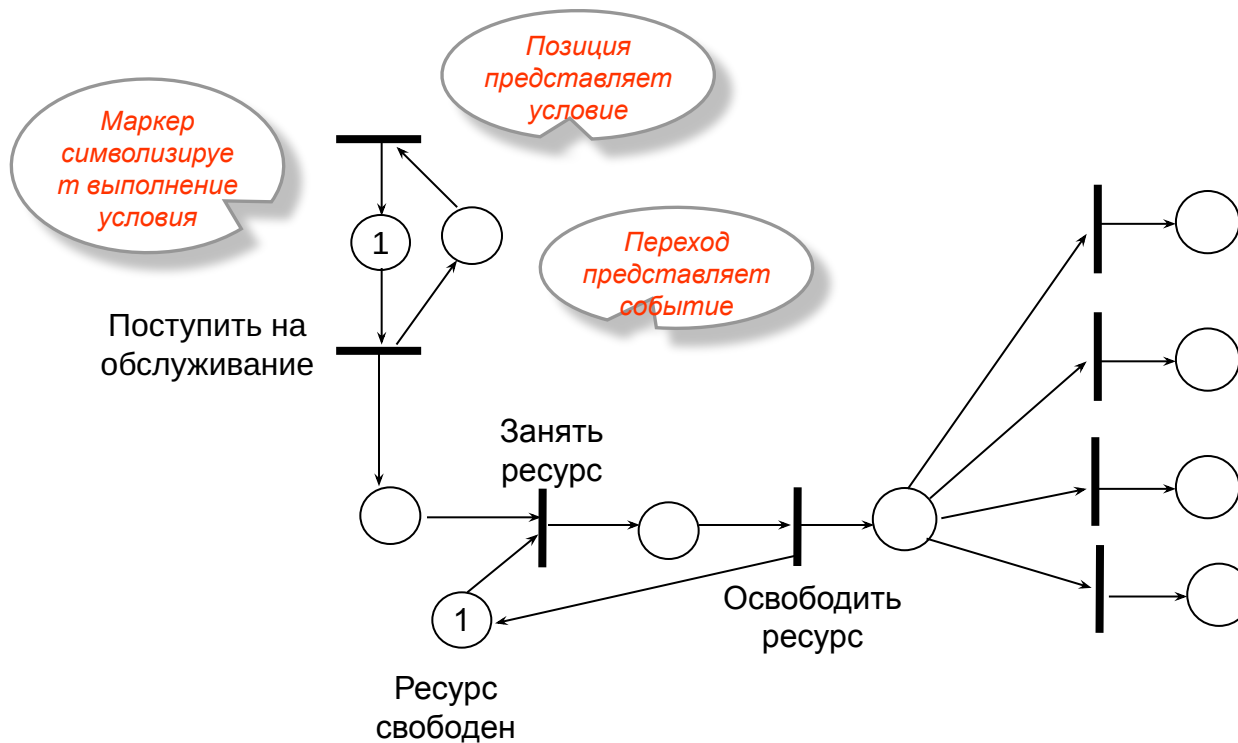 Позиция
представляет
условие
Маркер
символизируе
т выполнение
условия
1
Переход
представляет
событие
Поступить на
обслуживание
Занять
ресурс
1
Освободить
ресурс
Ресурс
свободен